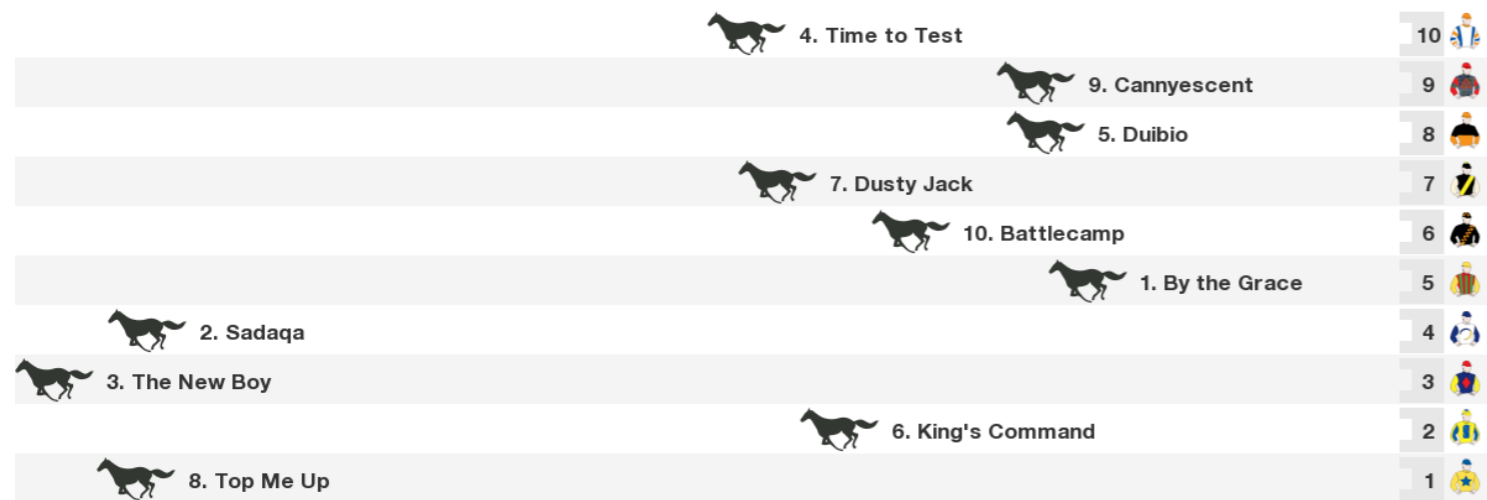 4. Time to Test 10
9. Cannyescent 9
5. Duibio 8
7. Dusty Jack 7
10. Battlecamp 6
1. By the Grace 5
2. Sadaqa 4
3. The New Boy 3
6. King's Command 2
8. Top Me Up 1